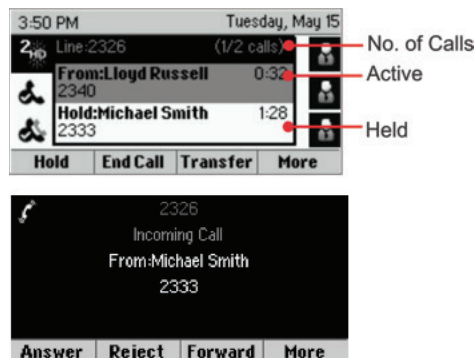 3:50 PM Tuesday, May 15
Line:2326 (1/2 calls)
No. of Calls
From:Lloyd Russell 0:32
Active
2340
Hold:Michael Smith 1:28
2333
Held
Hold End Call Transfer More
2326
Incoming Call
From:Michael Smith
2333
Answer Reject Forward More